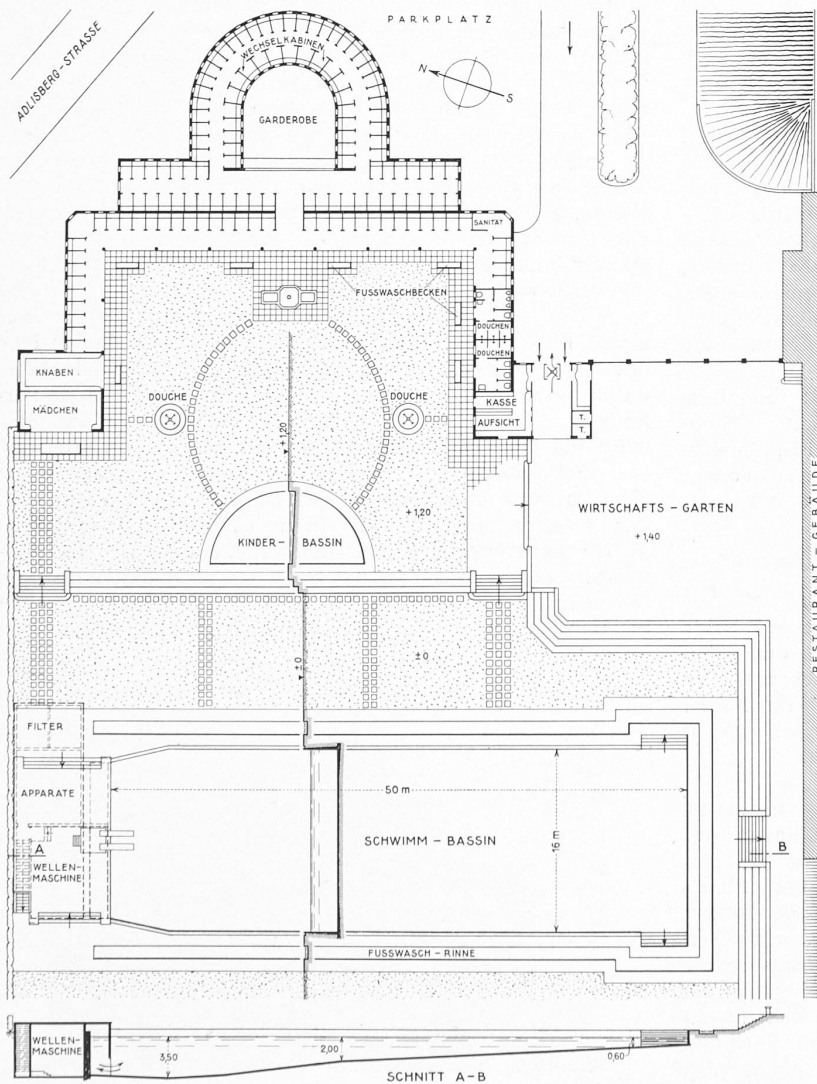 PARKPLATZ
ADLISBERG-STRASSE
WECHSELKABINEN
N
S
GARDEROBE
SANITÄT
FUSSWASCHBECKEN
DOUCHEN
DOUCHEN
KNABEN
MÄDCHEN
DOUCHE
DOUCHE
KASSE
AUFSICHT
T.
T.
+1,20
+1,20
KINDER-BASSIN
WIRTSCHAFTS-GARTEN
+1,40
RESTAURANT-GEBÄUDE
±0
±0
FILTER
APPARATE
50 m
16 m
SCHWIMM-BASSIN
A
B
WELLEN-
MASCHINE
FUSSWASCH-RINNE
WELLEN-
MASCHINE
3,50
2,00
0,60
SCHNITT A-B